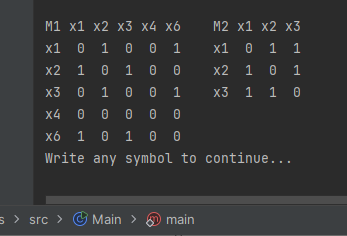 M1 x1 x2 x3 x4 x6 M2 x1 x2 x3
x1 0 1 0 0 1 x1 0 1 1
x2 1 0 1 0 0 x2 1 0 1
x3 0 1 0 0 1 x3 1 1 0
x4 0 0 0 0 0
x6 1 0 1 0 0
Write any symbol to continue...
s > src > Main > main